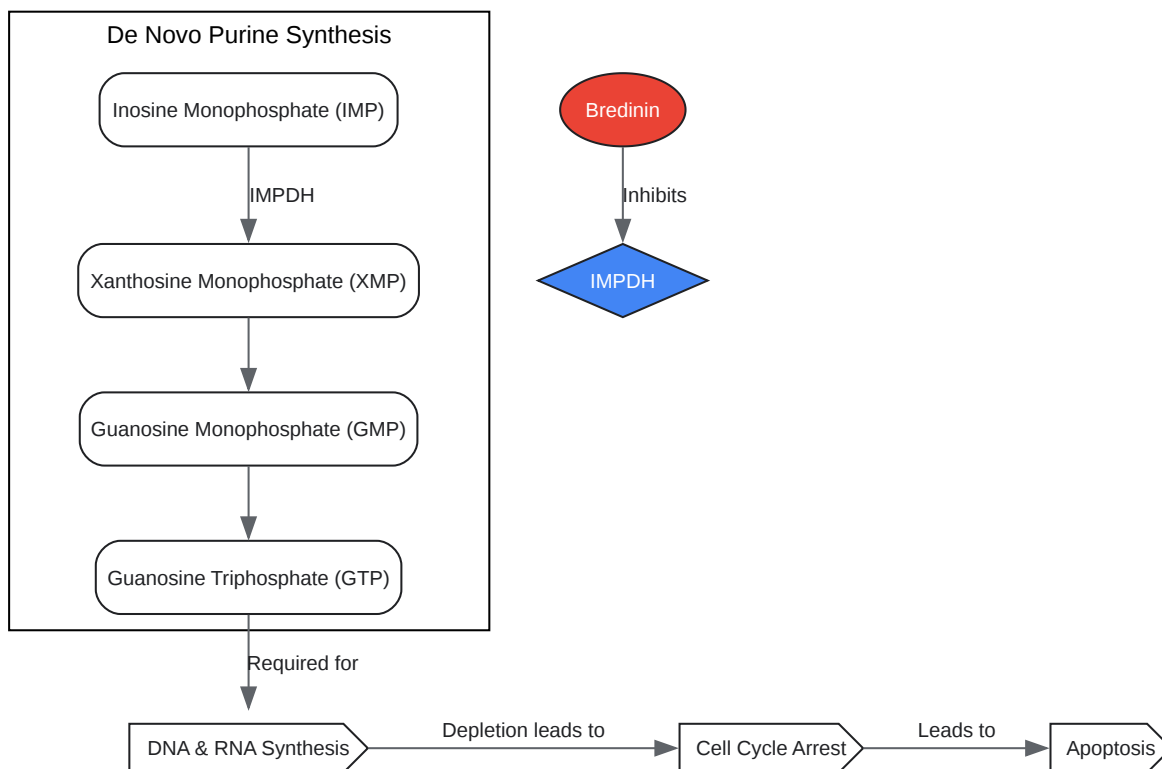 De Novo Purine Synthesis
Inosine Monophosphate (IMP)
Bredinin
IMPDH
Inhibits
Xanthosine Monophosphate (XMP)
IMPDH
Guanosine Monophosphate (GMP)
Guanosine Triphosphate (GTP)
Required for
DNA & RNA Synthesis
Depletion leads to
Cell Cycle Arrest
Leads to
Apoptosis